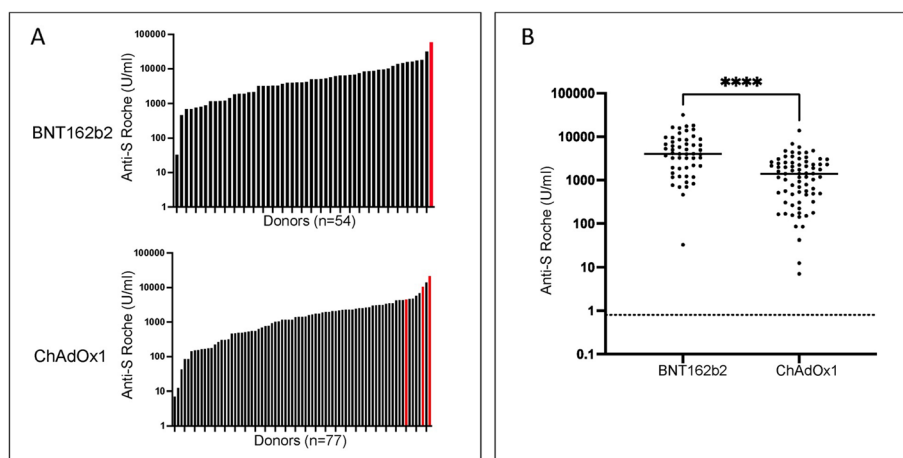 A
BNT162b2
Anti-S Roche (U/ml)
100000
10000
1000
100
10
1
Donors (n=54)
ChAdOx1
Anti-S Roche (U/ml)
100000
10000
1000
100
10
1
Donors (n=77)
B
****
Anti-S Roche (U/ml)
100000
10000
1000
100
10
1
0.1
BNT162b2 ChAdOx1